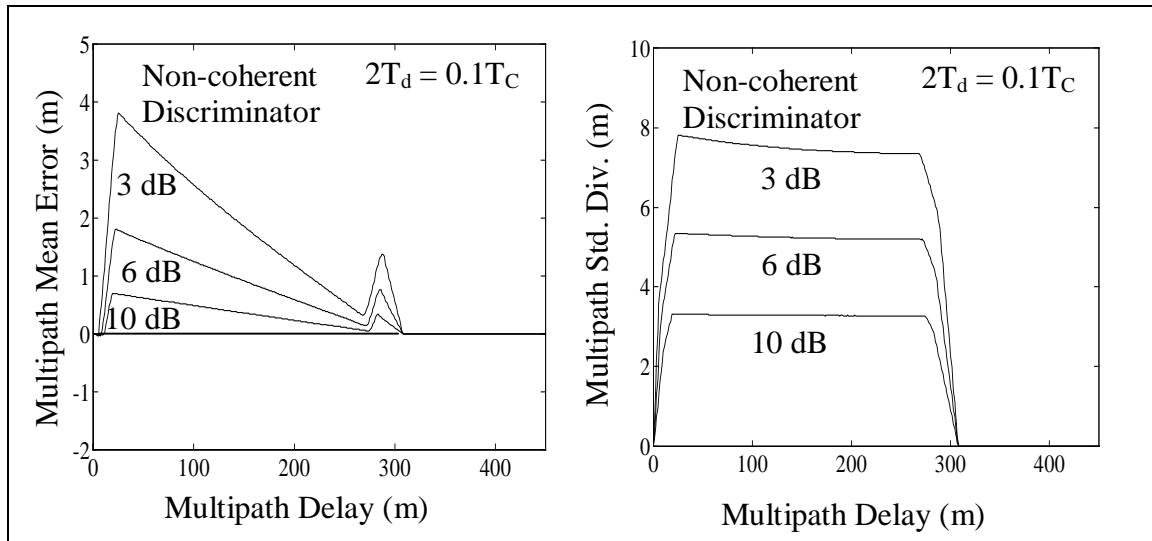 5
4
3
2
1
0
-1
-2
Multipath Mean Error (m)
Non-coherent
Discriminator
2T_d = 0.1T_C
3 dB
6 dB
10 dB
0 100 200 300 400
Multipath Delay (m)
10
8
6
4
2
0
Multipath Std. Div. (m)
Non-coherent
Discriminator
2T_d = 0.1T_C
3 dB
6 dB
10 dB
0 100 200 300 400
Multipath Delay (m)